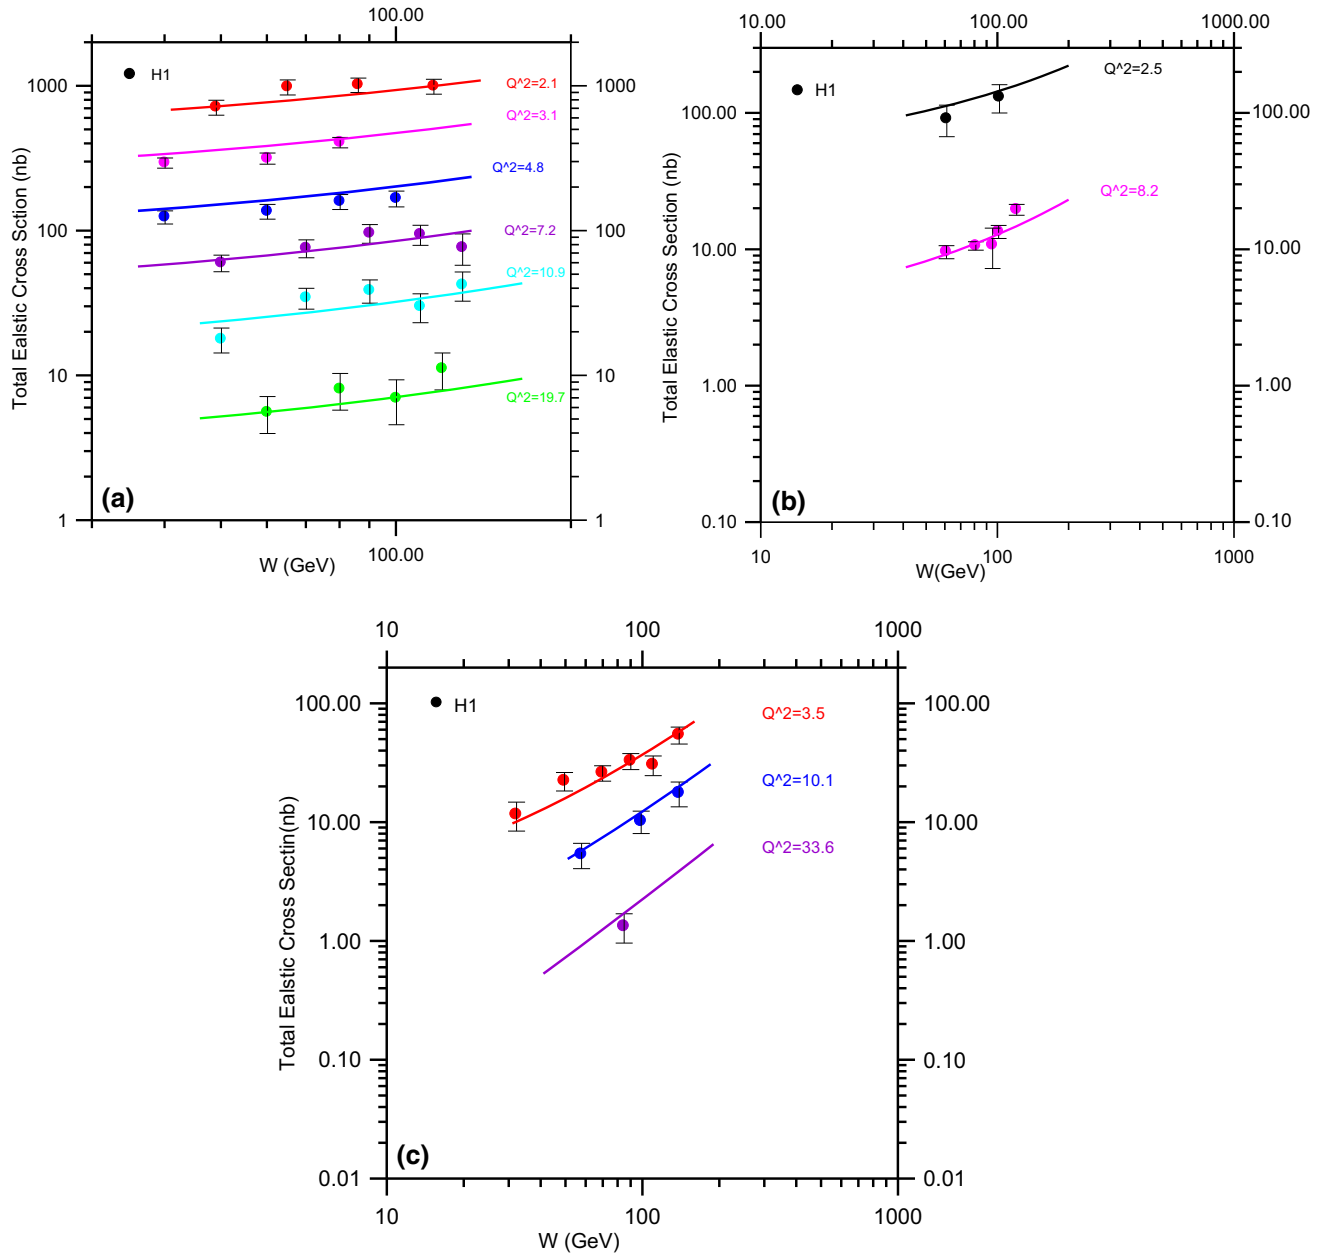 100.00
H1
1000
1000
Q^2=2.1
Q^2=3.1
Q^2=4.8
100
100
Q^2=7.2
Q^2=10.9
10
10
Q^2=19.7
1
1
(a)
Total Ealstic Cross Sction (nb)
100.00
W (GeV)
10.00 100.00 1000.00
Q^2=2.5
H1
100.00
100.00
Q^2=8.2
10.00
10.00
1.00
1.00
0.10
0.10
(b)
Total Elastic Cross Section (nb)
10 100 1000
W(GeV)
10 100 1000
H1
100.00
100.00
Q^2=3.5
Q^2=10.1
10.00
10.00
Q^2=33.6
1.00
1.00
0.10
0.10
0.01
0.01
(c)
Total Ealstic Cross Sectin(nb)
10 100 1000
W (GeV)